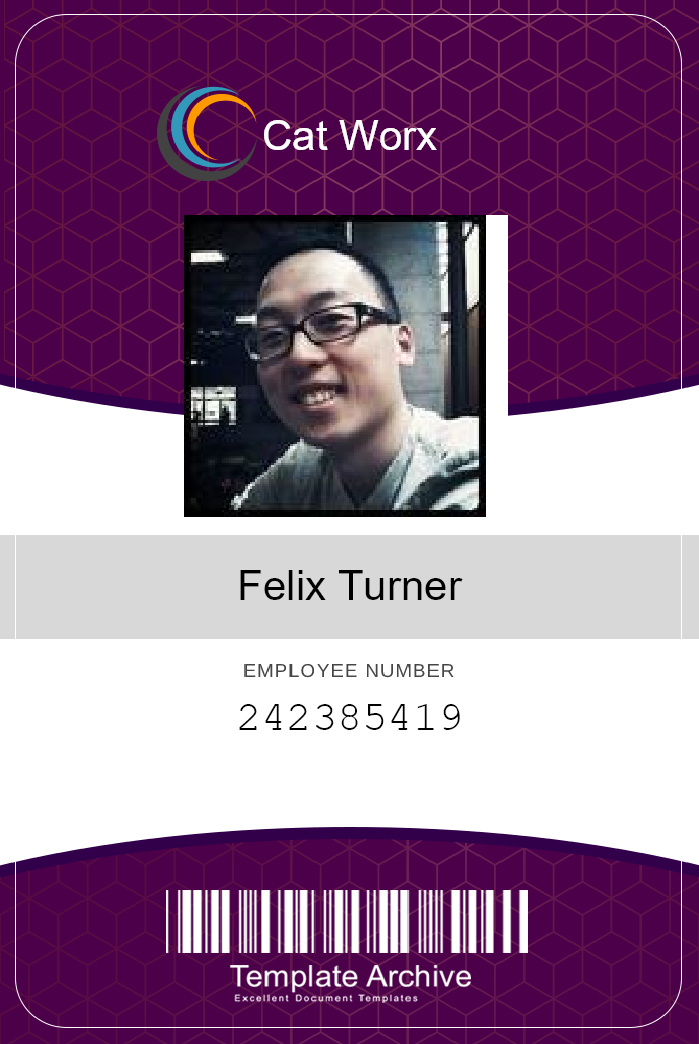 Cat Worx
Felix Turner
EMPLOYEE NUMBER
242385419
Template Archive
Excellent Document Templates